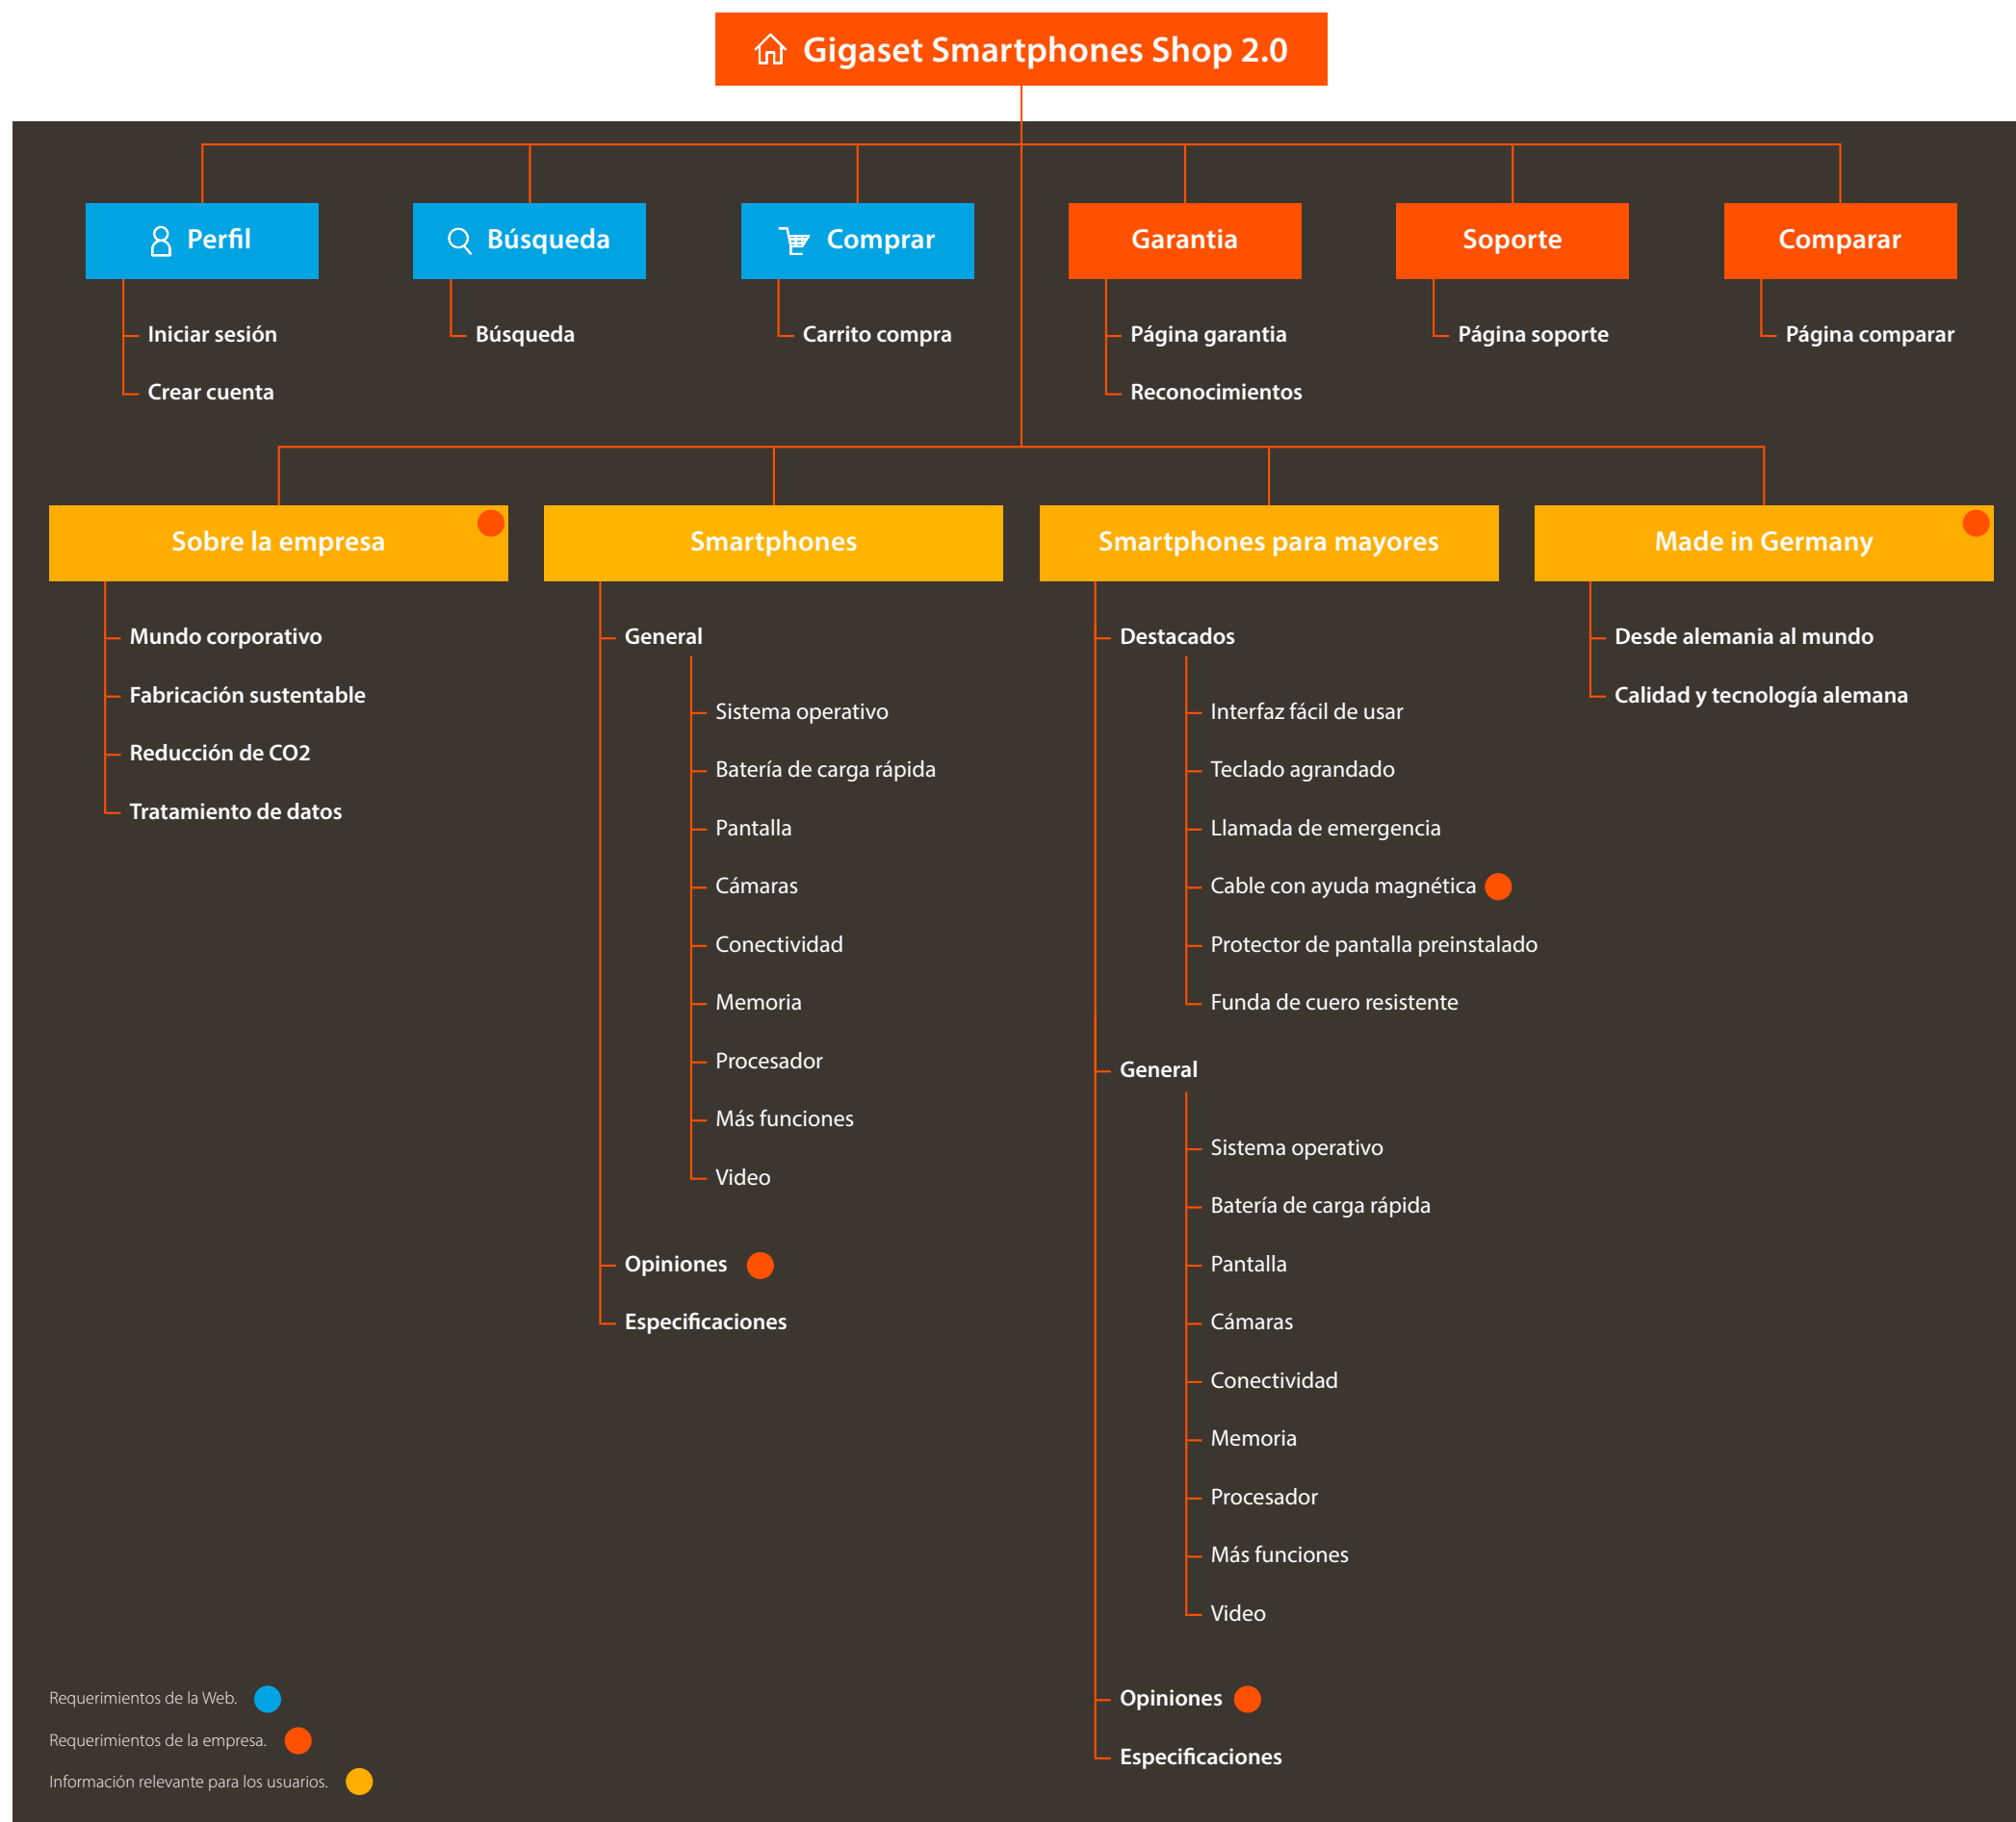 Gigaset Smartphones Shop 2.0
Perfil
Búsqueda
Comprar
Garantia
Soporte
Comparar
Iniciar sesión
Crear cuenta
Búsqueda
Carrito compra
Página garantia
Reconocimientos
Página soporte
Página comparar
Sobre la empresa
Smartphones
Smartphones para mayores
Made in Germany
Mundo corporativo
Fabricación sustentable
Reducción de CO2
Tratamiento de datos
General
Sistema operativo
Batería de carga rápida
Pantalla
Cámaras
Conectividad
Memoria
Procesador
Más funciones
Video
Opiniones
Especificaciones
Destacados
Interfaz fácil de usar
Teclado agrandado
Llamada de emergencia
Cable con ayuda magnética
Protector de pantalla preinstalado
Funda de cuero resistente
General
Sistema operativo
Batería de carga rápida
Pantalla
Cámaras
Conectividad
Memoria
Procesador
Más funciones
Video
Opiniones
Especificaciones
Desde alemania al mundo
Calidad y tecnología alemana
Requerimientos de la Web.
Requerimientos de la empresa.
Información relevante para los usuarios.